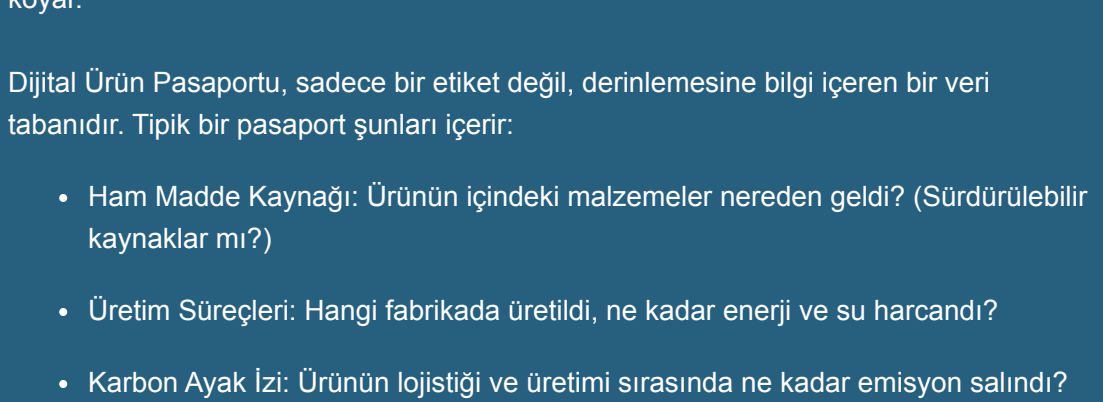 koyar.
Dijital Ürün Pasaportu, sadece bir etiket değil, derinlemesine bilgi içeren bir veri
tabanıdır. Tipik bir pasaport şunları içerir:
• Ham Madde Kaynağı: Ürünün içindeki malzemeler nereden geldi? (Sürdürülebilir
kaynaklar mı?)
• Üretim Süreçleri: Hangi fabrikada üretildi, ne kadar enerji ve su harcandı?
• Karbon Ayak İzi: Ürünün lojistiği ve üretimi sırasında ne kadar emisyon salındı?